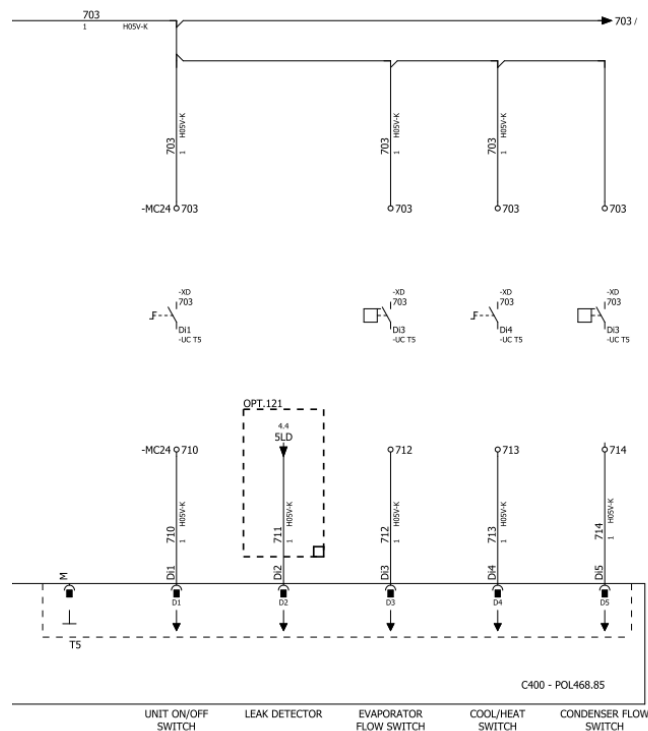 703
1 H05V-K
703 /
703 1 H05V-K
703 1 H05V-K
703 1 H05V-K
-MC24 703
703
703
703
-XD
703
Di1
-UC T5
-XD
703
Di3
-UC T5
-XD
703
Di4
-UC T5
-XD
703
Di3
-UC T5
OPT.121
4.4
5LD
-MC24 710
712
713
714
710 1 H05V-K
711 1 H05V-K
712 1 H05V-K
713 1 H05V-K
714 1 H05V-K
M
Di1
Di2
Di3
Di4
Di5
D1
D2
D3
D4
D5
T5
C400 - POL468.85
UNIT ON/OFF
SWITCH
LEAK DETECTOR
EVAPORATOR
FLOW SWITCH
COOL/HEAT
SWITCH
CONDENSER FLOW
SWITCH